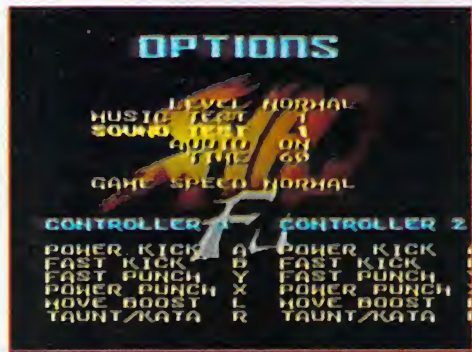 OPTIONS
LEVEL NORMAL
MUSIC TEST 1
SOUND TEST 1
AUDIO ON
TIME 60
GAME SPEED NORMAL
CONTROLLER CONTROLLER 2
POWER KICK A POWER KICK
FAST KICK B FAST KICK
FAST PUNCH Y FAST PUNCH
POWER PUNCH X POWER PUNCH
MOVE BOOST L MOVE BOOST
TAUNT/KATA R TAUNT/KATA